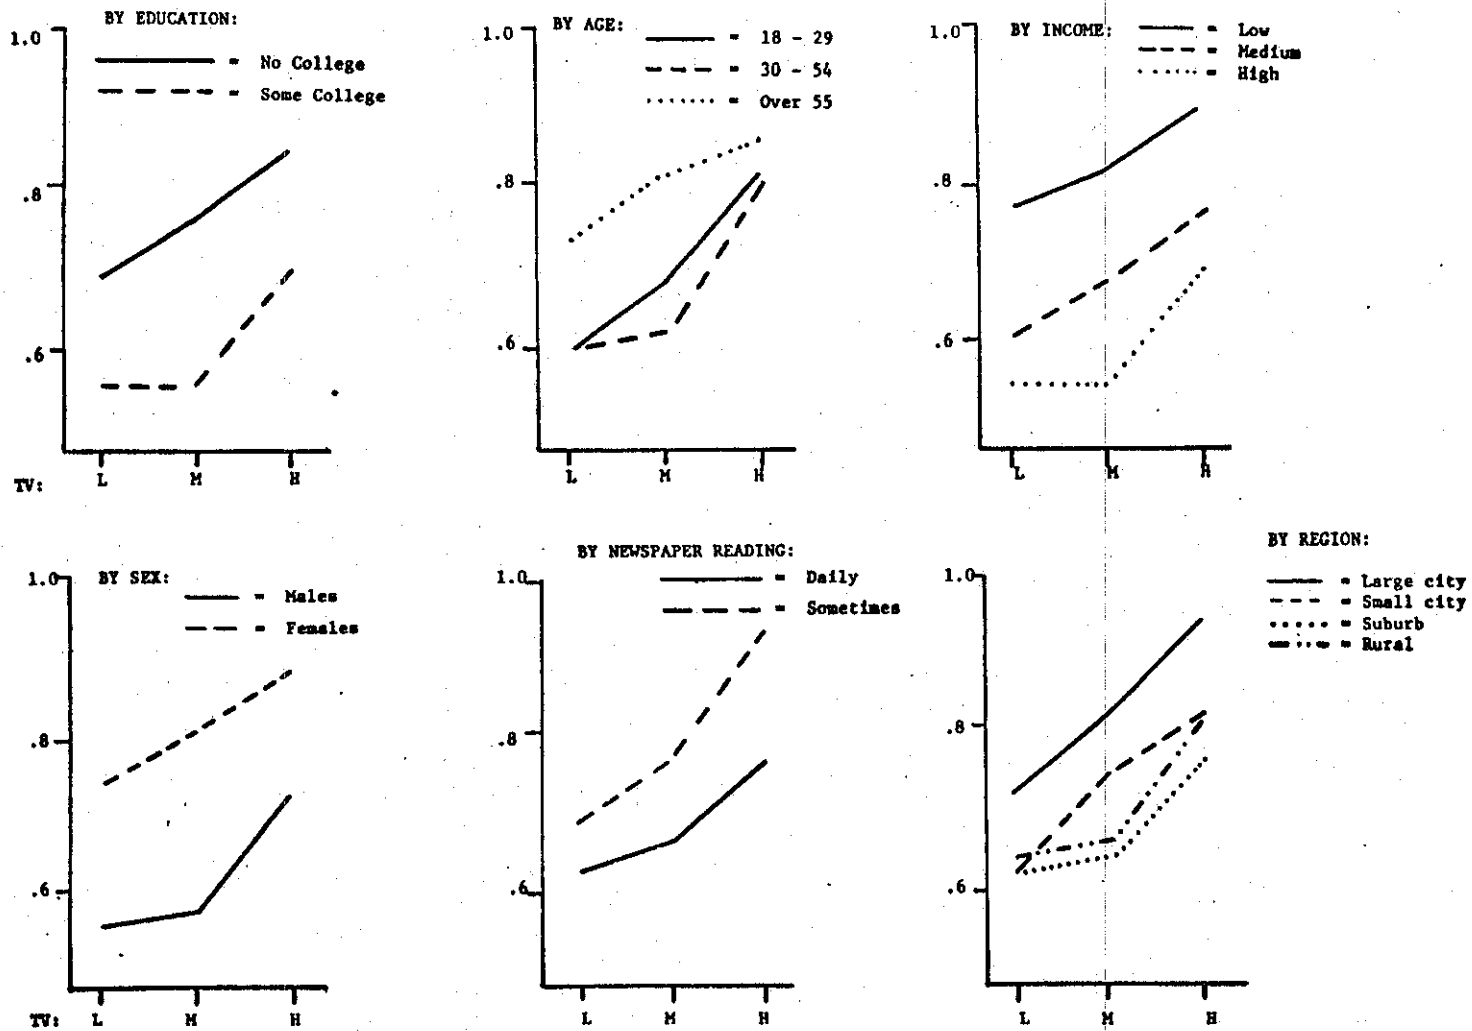 BY EDUCATION:
1.0
- No College
- Some College
.8
.6
TV: L M H
BY AGE:
1.0
- 18 - 29
- 30 - 54
- Over 55
.8
.6
L M H
BY INCOME:
1.0
- Low
- Medium
- High
.8
.6
L M H
BY SEX:
1.0
- Males
- Females
.8
.6
TV: L M H
BY NEWSPAPER READING:
1.0
- Daily
- Sometimes
.8
.6
L M H
BY REGION:
1.0
- Large city
- Small city
- Suburb
- Rural
.8
.6
L M H